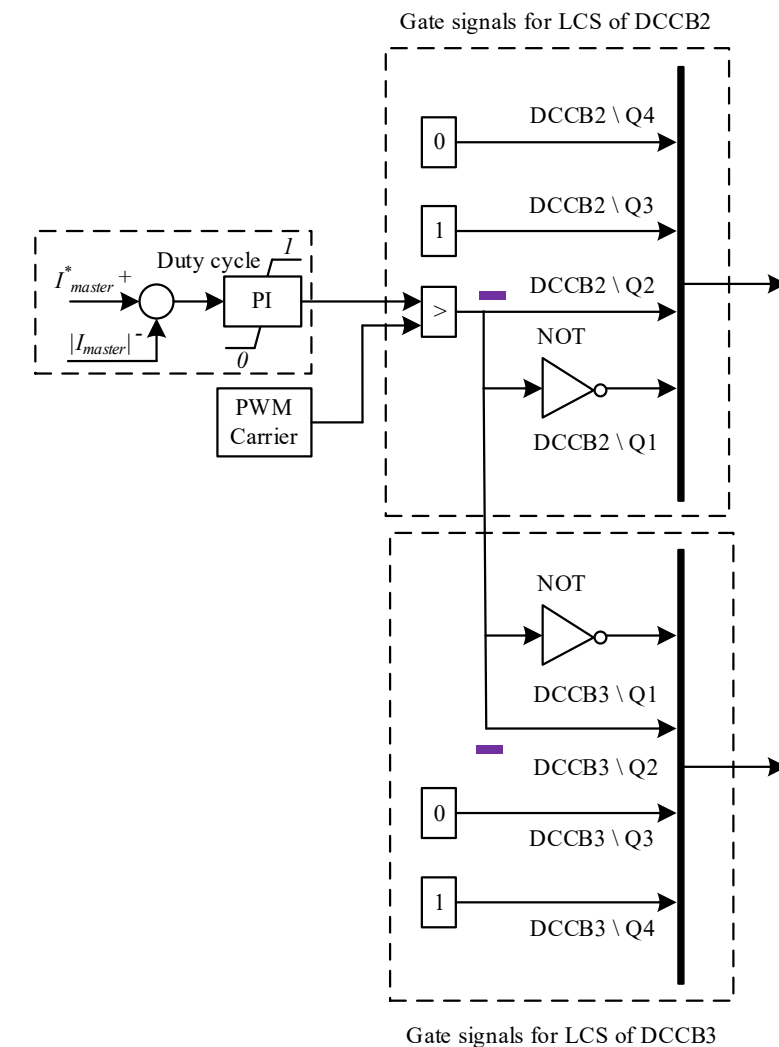 Gate signals for LCS of DCCB2
DCCB2 \ Q4
0
DCCB2 \ Q3
1
Duty cycle 1
I*master +
PI
DCCB2 \ Q2
>
|Imaster| -
0
NOT
PWM
Carrier
DCCB2 \ Q1
NOT
DCCB3 \ Q1
DCCB3 \ Q2
0
DCCB3 \ Q3
1
DCCB3 \ Q4
Gate signals for LCS of DCCB3